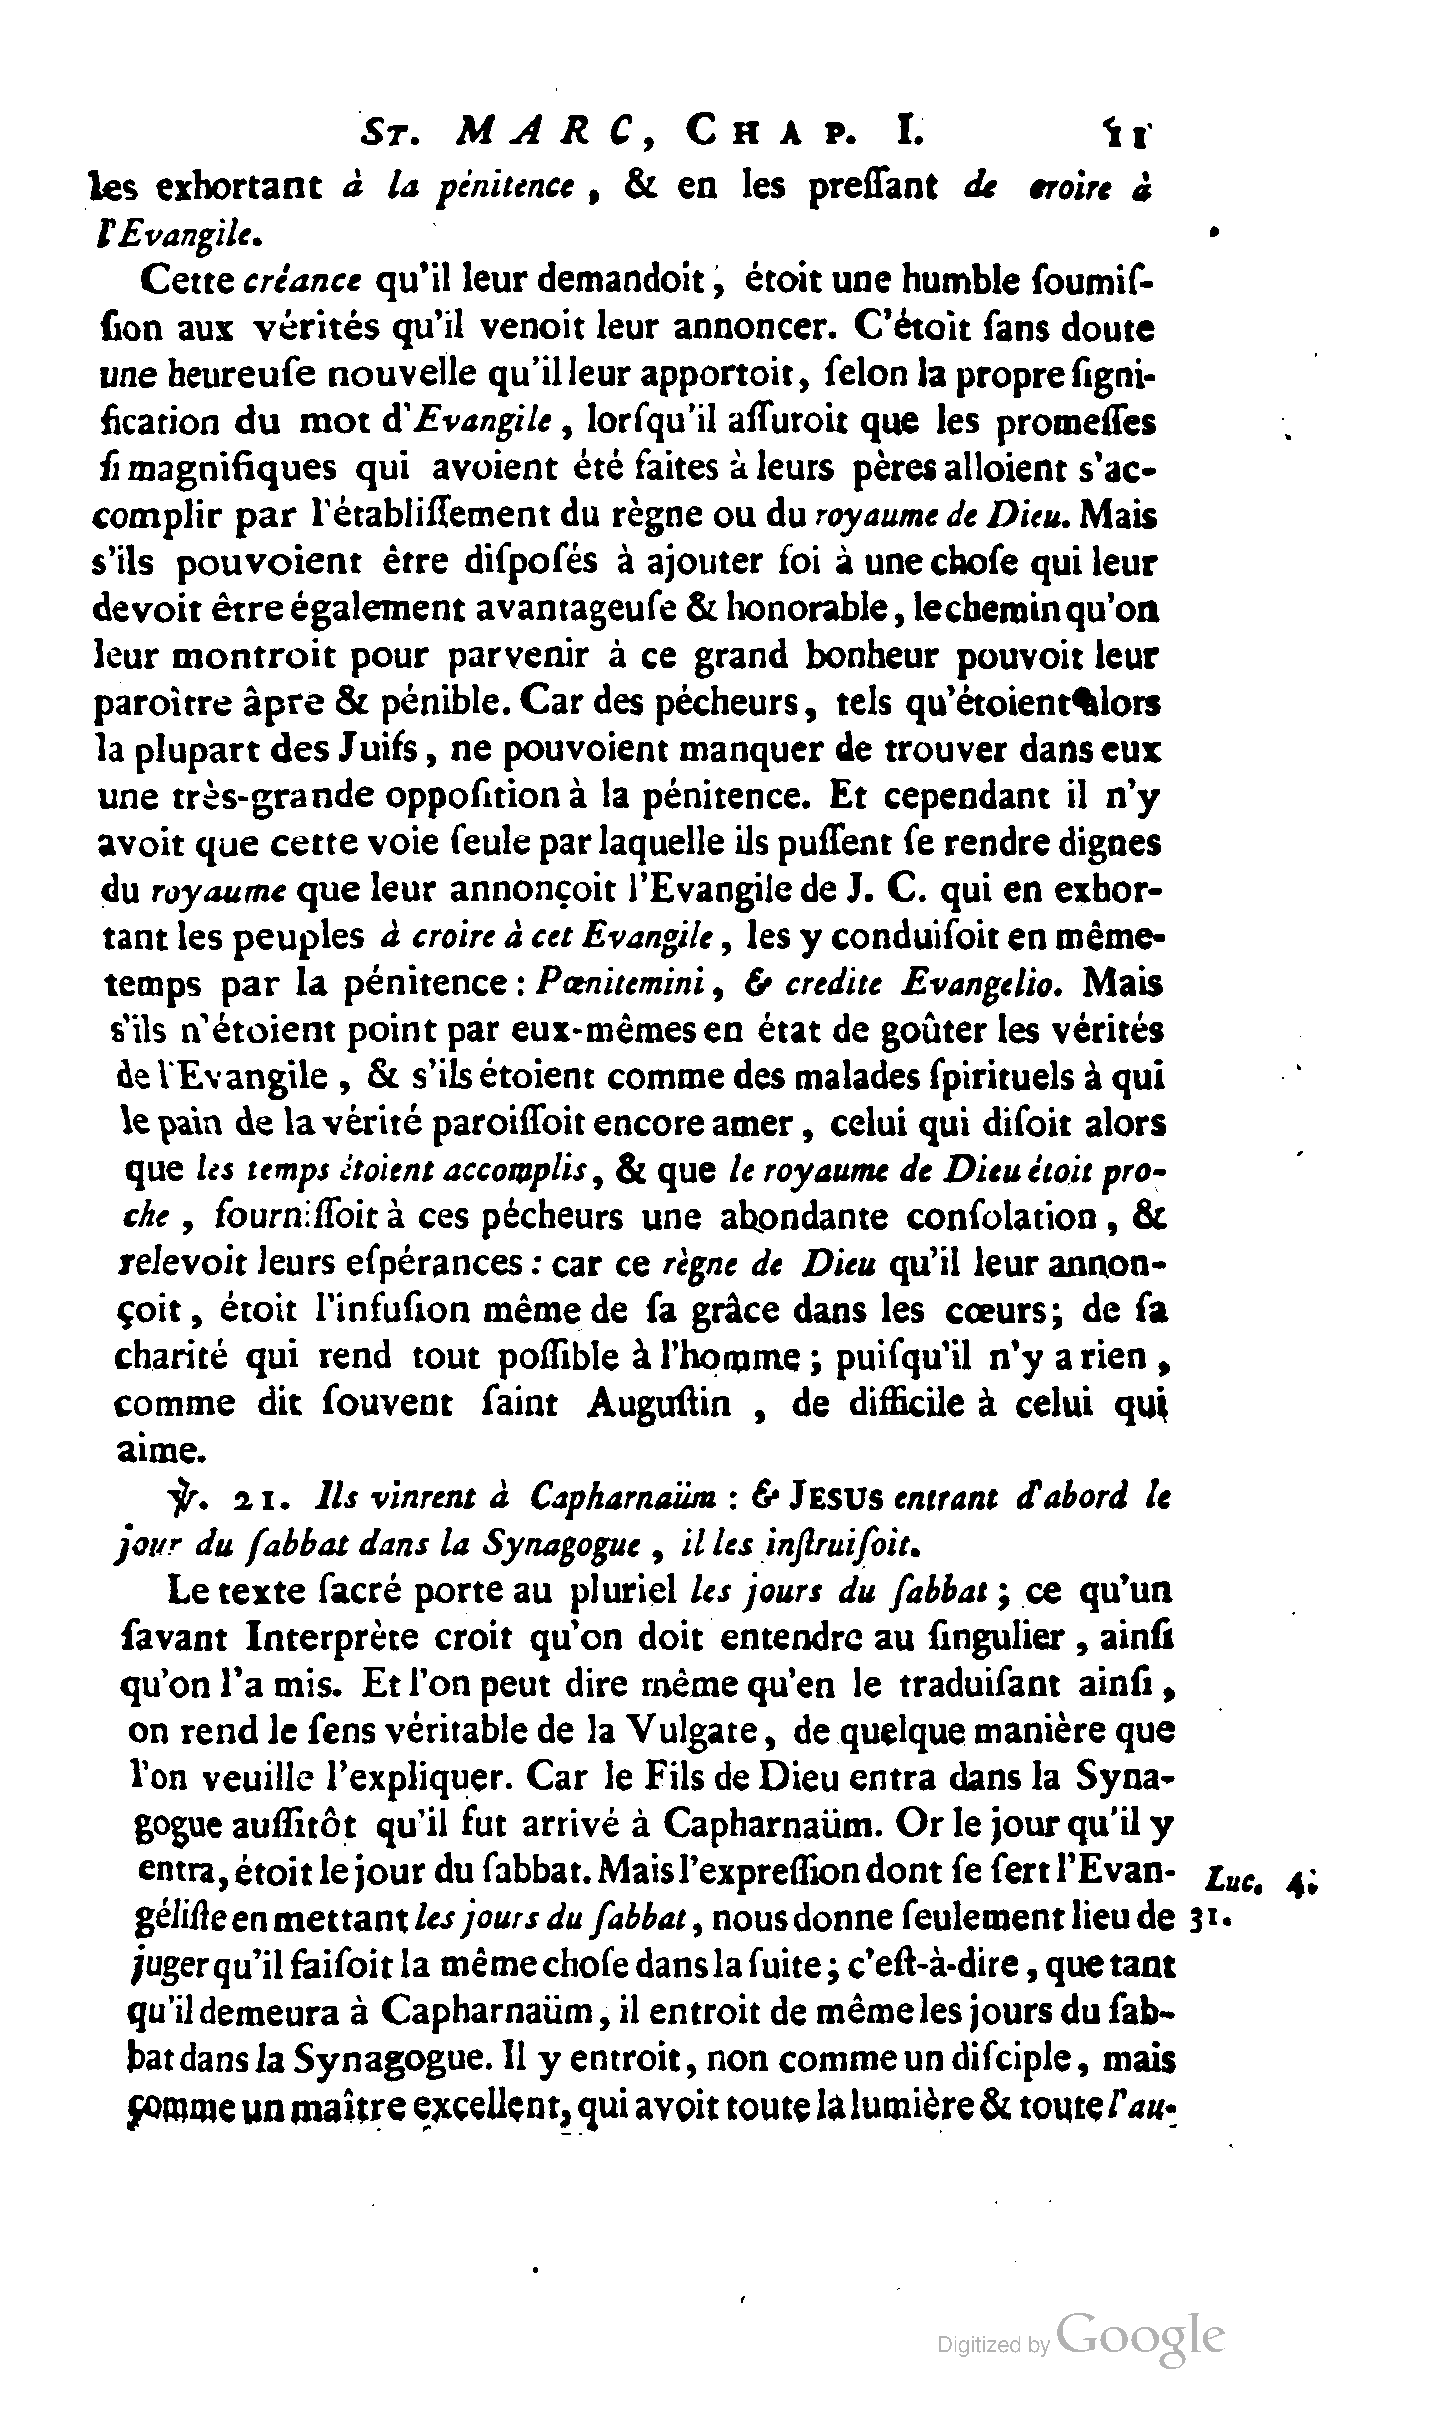 ST. MARC, CHAP. I. 11
les exhortant à la pénitence, & en les preſſant de croire à
l'Evangile.
Cette créance qu'il leur demandoit, étoit une humble ſoumiſ-
ſion aux vérités qu'il venoit leur annoncer. C'étoit ſans doute
une heureuſe nouvelle qu'il leur apportoit, ſelon la propre ſigni-
fication du mot d'Evangile, lorſqu'il aſſuroit que les promeſſes
ſi magnifiques qui avoient été faites à leurs pères alloient s'ac-
complir par l'établiſſement du règne ou du royaume de Dieu. Mais
s'ils pouvoient être diſpoſés à ajouter foi à une choſe qui leur
devoit être également avantageuſe & honorable, le chemin qu'on
leur montroit pour parvenir à ce grand bonheur pouvoit leur
paroître âpre & pénible. Car des pécheurs, tels qu'étoient alors
la plupart des Juifs, ne pouvoient manquer de trouver dans eux
une très-grande oppoſition à la pénitence. Et cependant il n'y
avoit que cette voie ſeule par laquelle ils puſſent ſe rendre dignes
du royaume que leur annonçoit l'Evangile de J. C. qui en exhor-
tant les peuples à croire à cet Evangile, les y conduiſoit en même-
temps par la pénitence : Pœnitemini, & credite Evangelio. Mais
s'ils n'étoient point par eux-mêmes en état de goûter les vérités
de l'Evangile, & s'ils étoient comme des malades ſpirituels à qui
le pain de la vérité paroiſſoit encore amer, celui qui diſoit alors
que les temps étoient accomplis, & que le royaume de Dieu étoit pro-
che, fourniſſoit à ces pécheurs une abondante conſolation, &
relevoit leurs eſpérances : car ce règne de Dieu qu'il leur annon-
çoit, étoit l'infuſion même de ſa grâce dans les cœurs; de ſa
charité qui rend tout poſſible à l'homme; puiſqu'il n'y a rien,
comme dit ſouvent ſaint Auguſtin, de difficile à celui qui
aime.
℣. 21. Ils vinrent à Capharnaüm : & JESUS entrant d'abord le
jour du ſabbat dans la Synagogue, il les inſtruiſoit.
Le texte ſacré porte au pluriel les jours du ſabbat; ce qu'un
ſavant Interprète croit qu'on doit entendre au ſingulier, ainſi
qu'on l'a mis. Et l'on peut dire même qu'en le traduiſant ainſi,
on rend le ſens véritable de la Vulgate, de quelque manière que
l'on veuille l'expliquer. Car le Fils de Dieu entra dans la Syna-
gogue auſſitôt qu'il fut arrivé à Capharnaüm. Or le jour qu'il y
entra, étoit le jour du ſabbat. Mais l'expreſſion dont ſe ſert l'Evan- Luc. 4.
géliſte en mettant les jours du ſabbat, nous donne ſeulement lieu de 31.
juger qu'il faiſoit la même choſe dans la ſuite; c'eſt-à-dire, que tant
qu'il demeura à Capharnaüm, il entroit de même les jours du ſab-
bat dans la Synagogue. Il y entroit, non comme un diſciple, mais
comme un maître excellent, qui avoit toute la lumière & toute l'au-
Digitized by Google